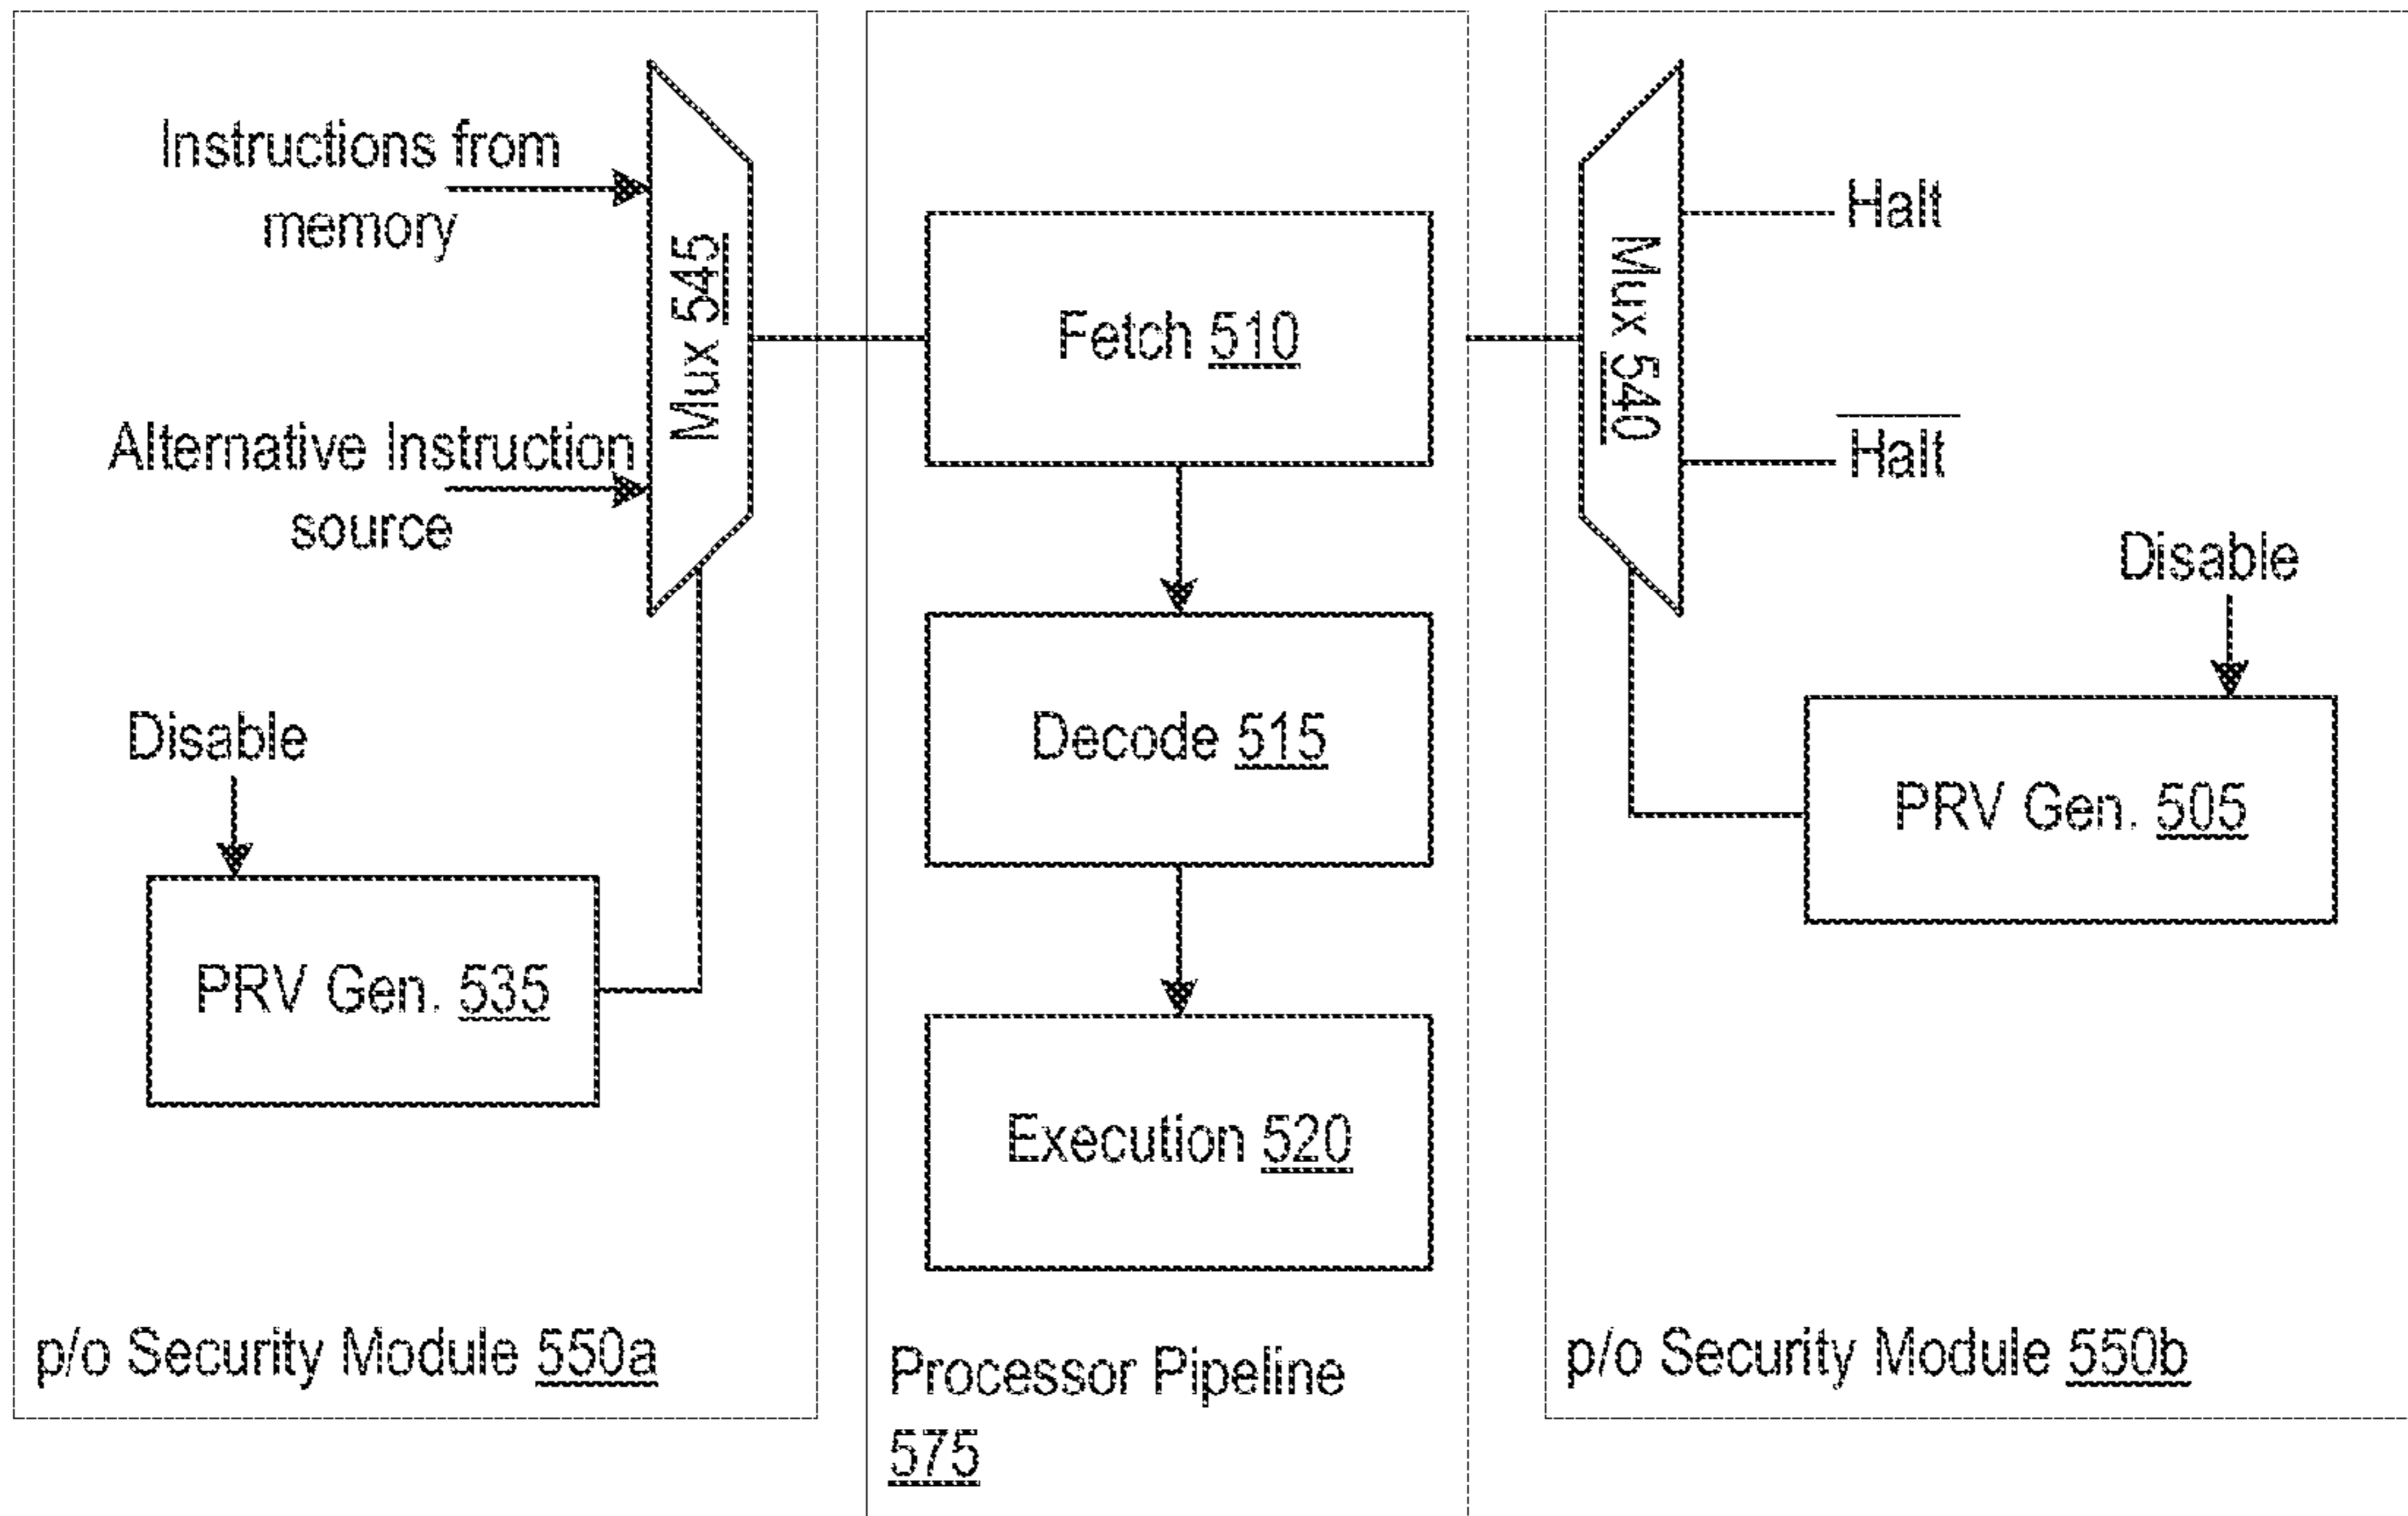 Instructions from
memory
Alternative Instruction
source
Mux 545
Disable
PRV Gen. 535
p/o Security Module 550a
Fetch 510
Decode 515
Execution 520
Processor Pipeline
575
Mux 540
Halt
H̅a̅l̅t̅
Disable
PRV Gen. 505
p/o Security Module 550b